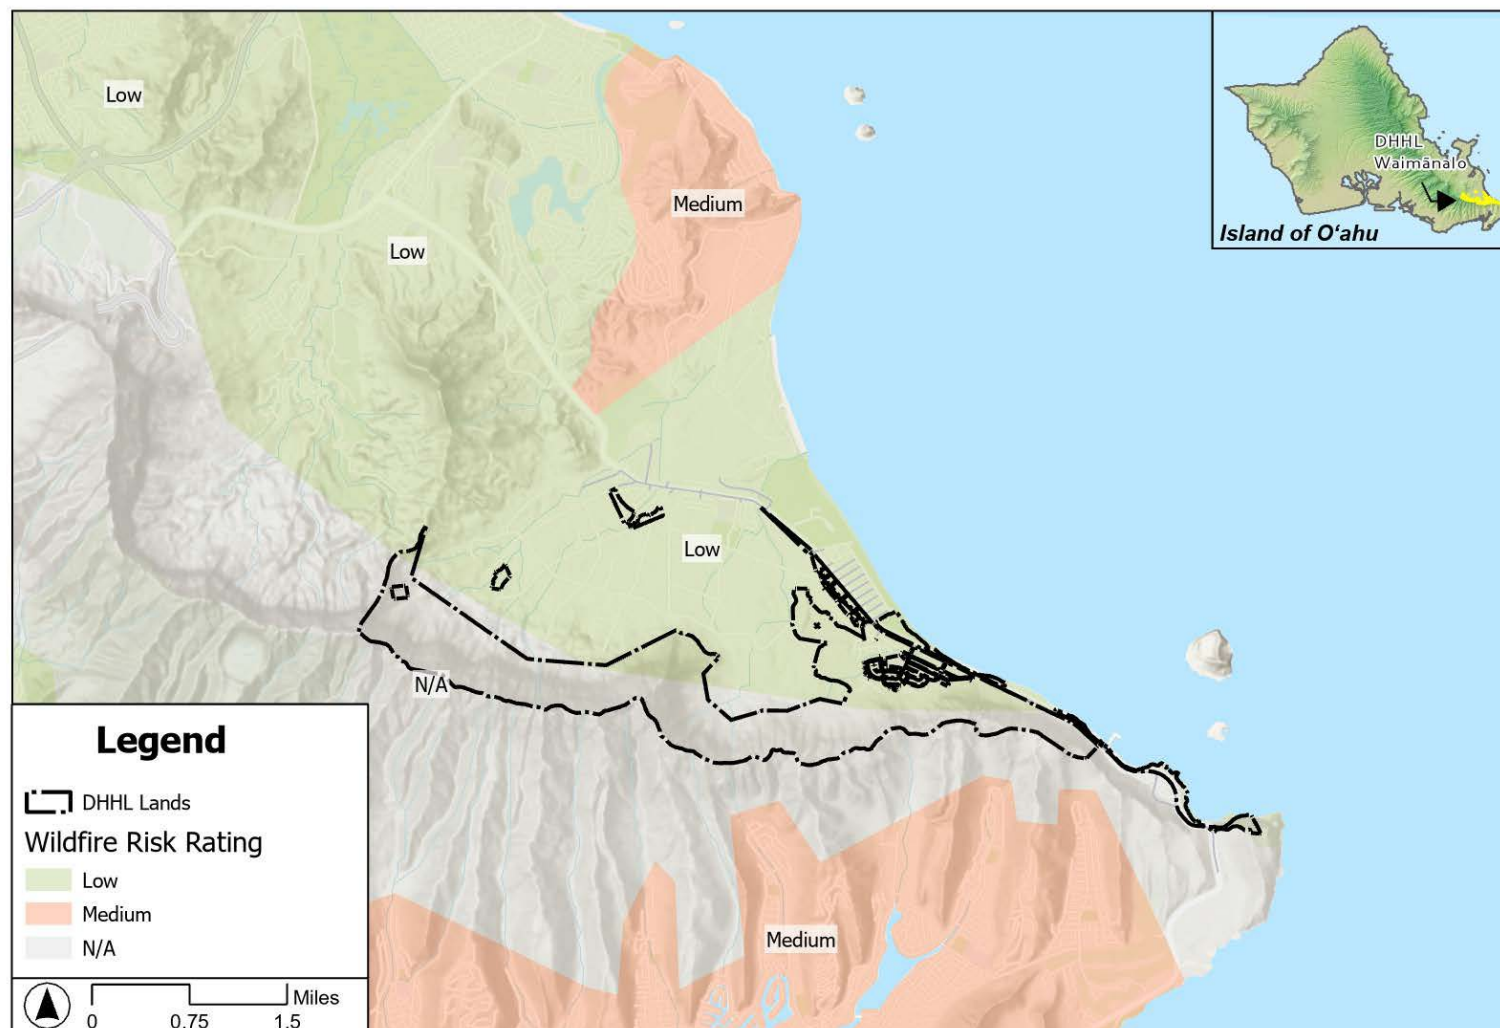 Low
DHHL
Waimānalo
Island of Oʻahu
Medium
Low
Low
N/A
Legend
DHHL Lands
Wildfire Risk Rating
Low
Medium
N/A
Medium
Miles
0 0.75 1.5